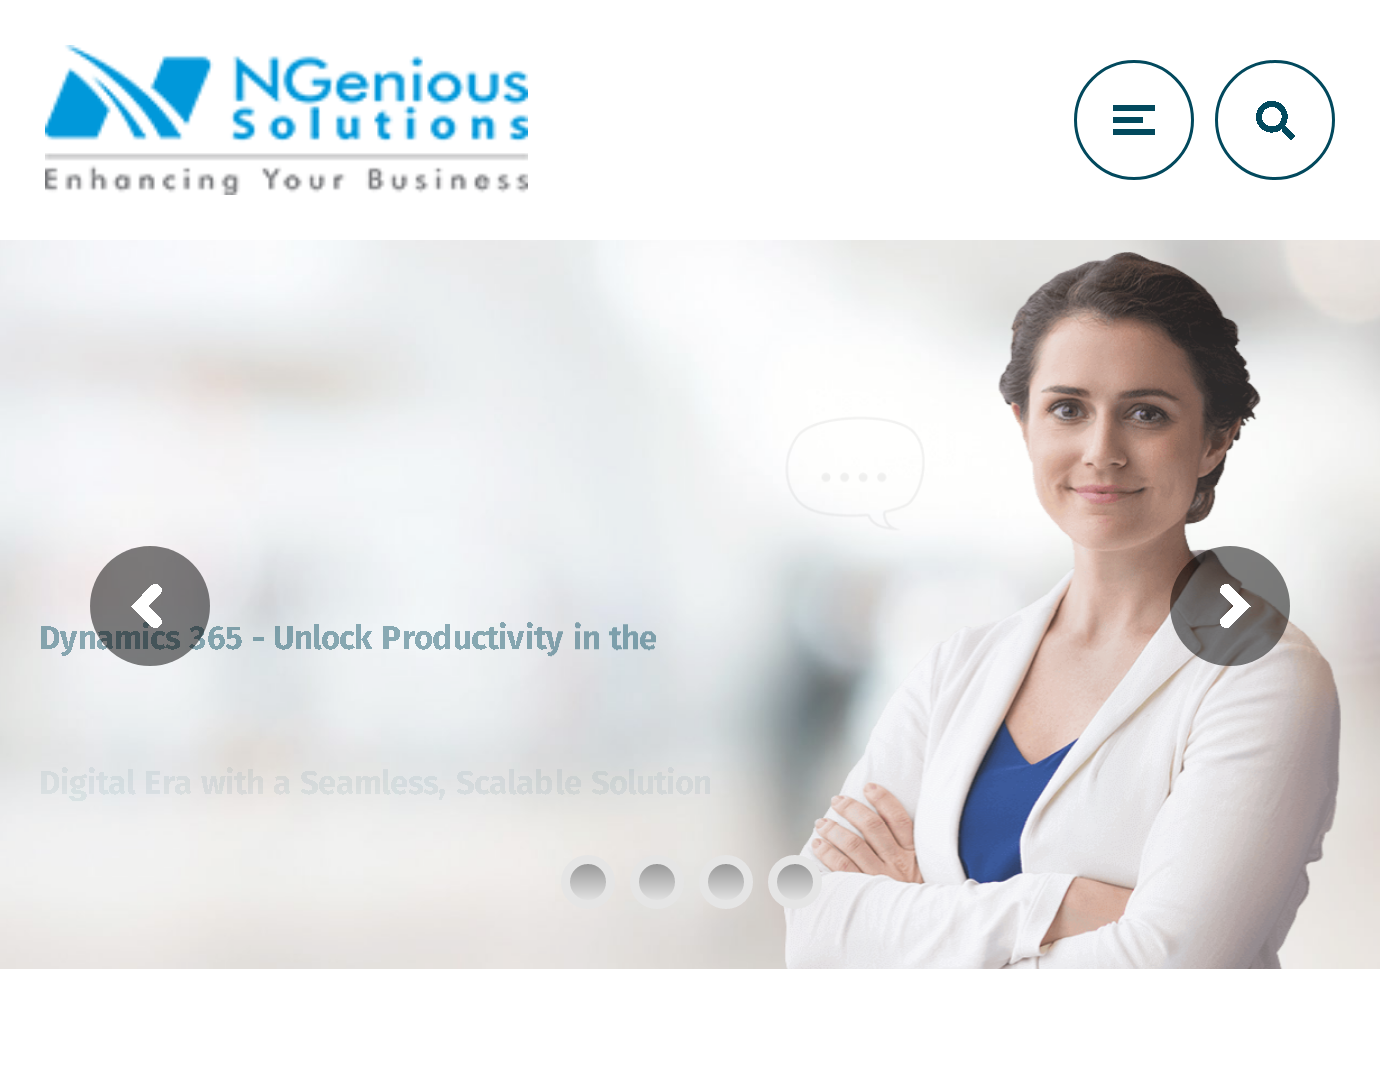 NGenious
Solutions
Enhancing Your Business
Dynamics 365 - Unlock Productivity in the
Digital Era with a Seamless, Scalable Solution